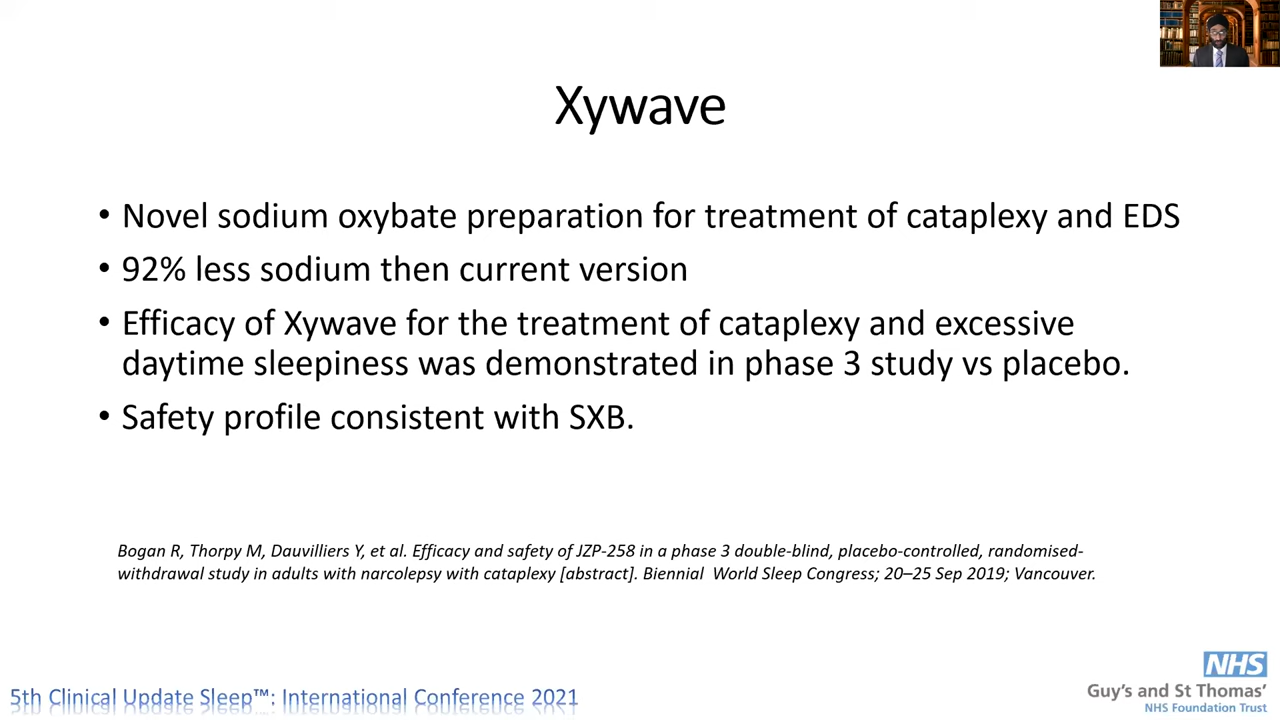 Xywave
• Novel sodium oxybate preparation for treatment of cataplexy and EDS
• 92% less sodium then current version
• Efficacy of Xywave for the treatment of cataplexy and excessive
daytime sleepiness was demonstrated in phase 3 study vs placebo.
• Safety profile consistent with SXB.
Bogan R, Thorpy M, Dauvilliers Y, et al. Efficacy and safety of JZP-258 in a phase 3 double-blind, placebo-controlled, randomised-
withdrawal study in adults with narcolepsy with cataplexy [abstract]. Biennial World Sleep Congress; 20–25 Sep 2019; Vancouver.
5th Clinical Update Sleep™: International Conference 2021
NHS
Guy's and St Thomas'
NHS Foundation Trust